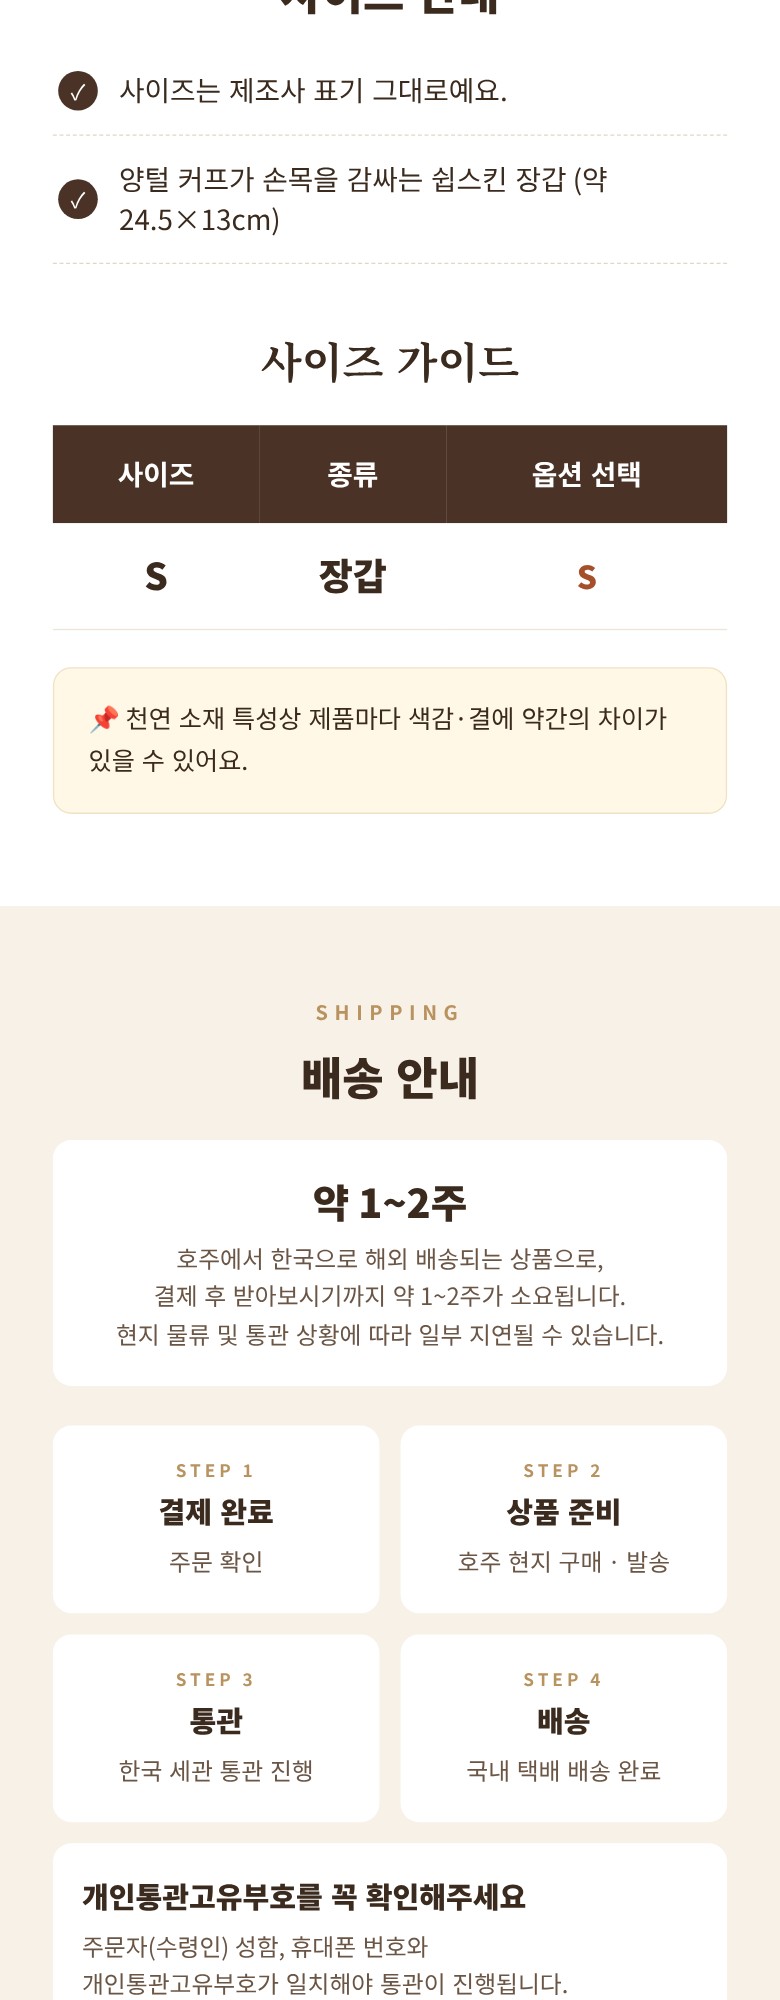 사이즈 안내
✓ 사이즈는 제조사 표기 그대로예요.
✓ 양털 커프가 손목을 감싸는 쉽스킨 장갑 (약
24.5×13cm)
사이즈 가이드
사이즈 종류 옵션 선택
S 장갑 S
📌 천연 소재 특성상 제품마다 색감·결에 약간의 차이가
있을 수 있어요.
SHIPPING
배송 안내
약 1~2주
호주에서 한국으로 해외 배송되는 상품으로,
결제 후 받아보시기까지 약 1~2주가 소요됩니다.
현지 물류 및 통관 상황에 따라 일부 지연될 수 있습니다.
STEP 1
결제 완료
주문 확인
STEP 2
상품 준비
호주 현지 구매 · 발송
STEP 3
통관
한국 세관 통관 진행
STEP 4
배송
국내 택배 배송 완료
개인통관고유부호를 꼭 확인해주세요
주문자(수령인) 성함, 휴대폰 번호와
개인통관고유부호가 일치해야 통관이 진행됩니다.